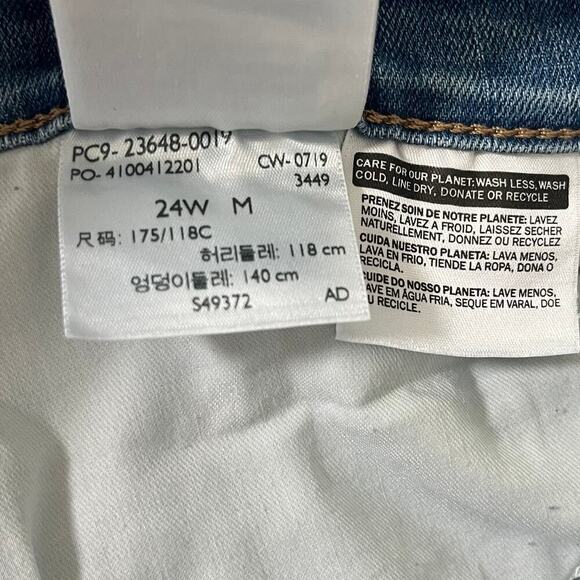 PC9- 23648-0019
PO- 4100412201
CW- 0719
3449
24W M
尺码: 175/118C
허리둘레: 118 cm
엉덩이둘레: 140 cm
S49372
AD
CARE FOR OUR PLANET: WASH LESS, WASH
COLD, LINE DRY, DONATE OR RECYCLE
PRENEZ SOIN DE NOTRE PLANETE: LAVEZ
MOINS, LAVEZ A FROID, LAISSEZ SECHER
NATURELLEMENT, DONNEZ OU RECYCLEZ
CUIDA NUESTRO PLANETA: LAVA MENOS,
LAVA EN FRIO, TIENDE LA ROPA, DONA O
RECICLA.
CUIDE DO NOSSO PLANETA: LAVE MENOS,
LAVE EM ÁGUA FRIA, SEQUE EM VARAL, DOE
OU RECICLE.